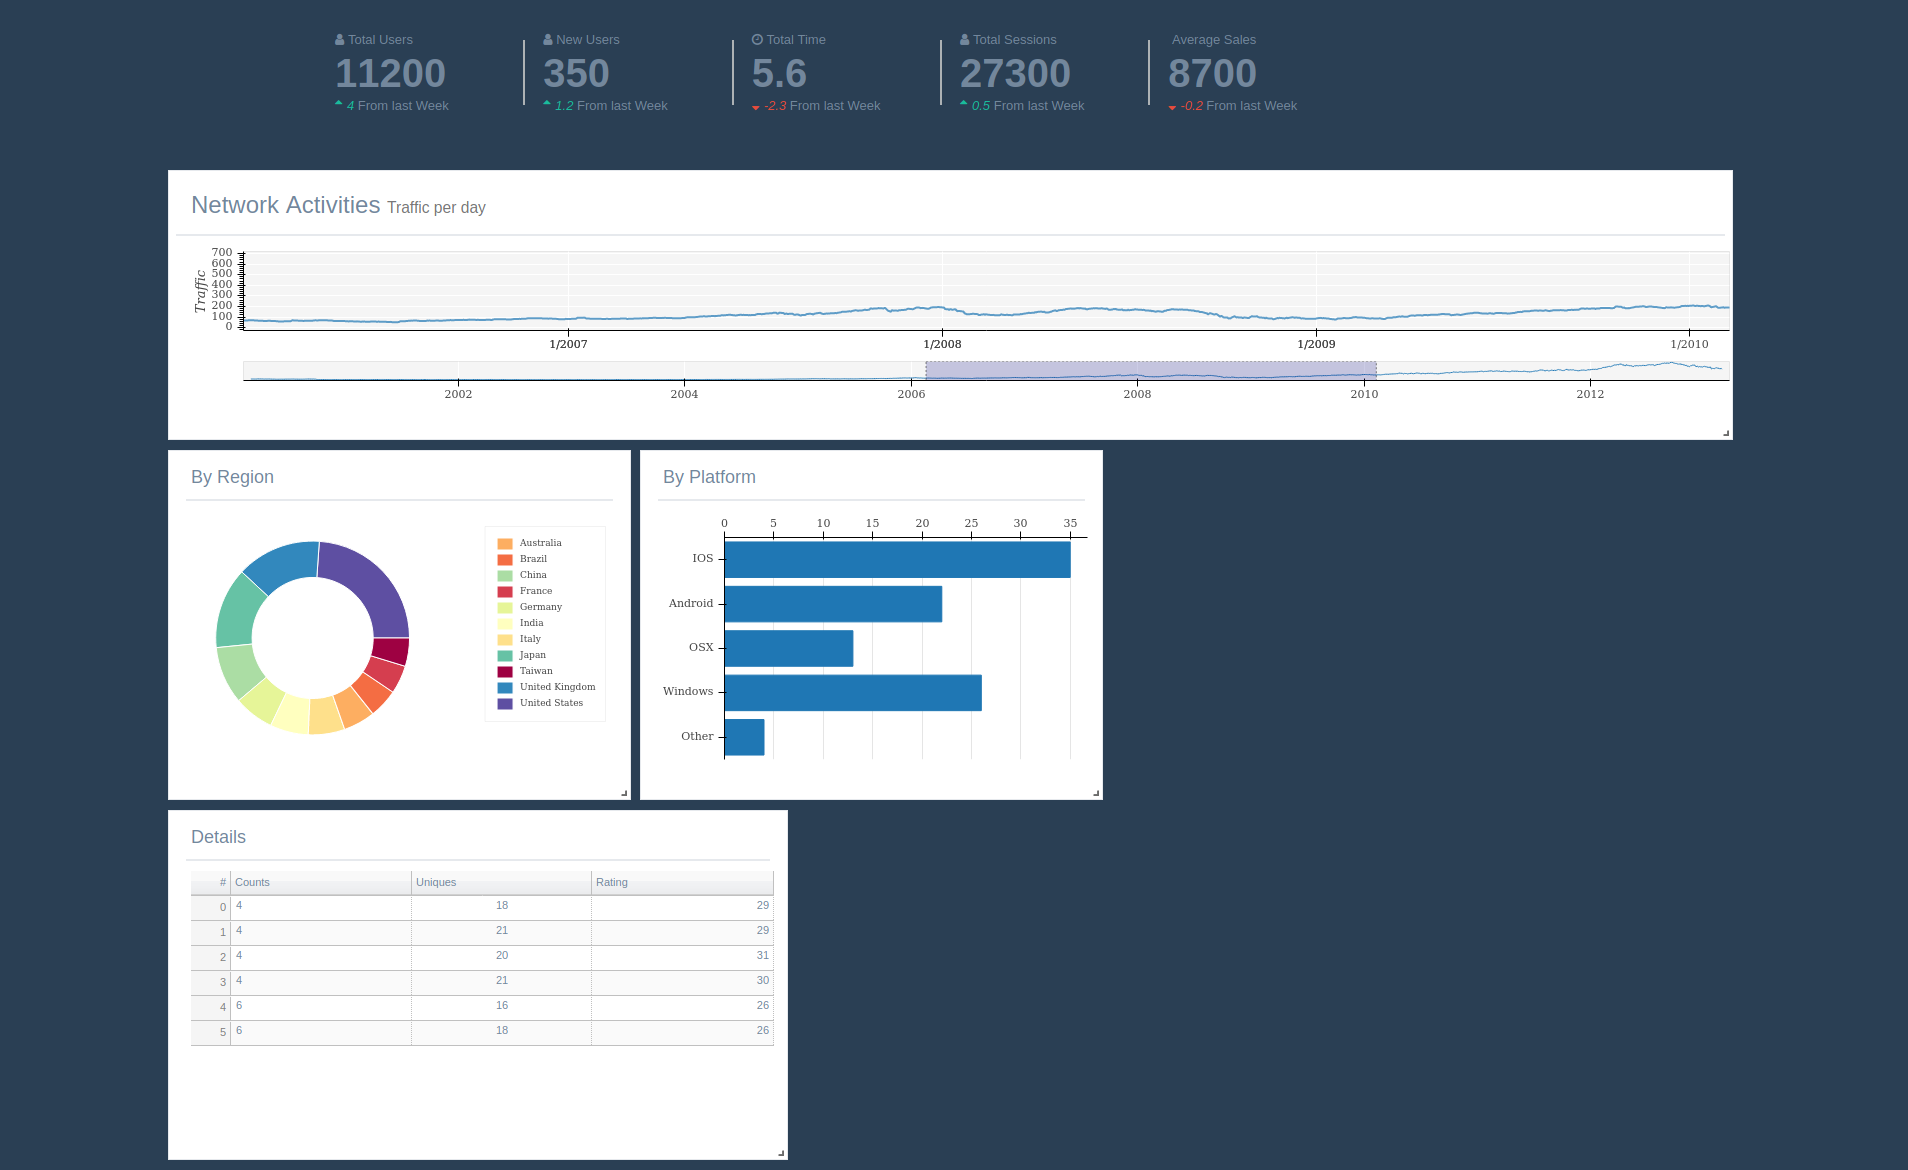 Total Users
New Users
Total Time
Total Sessions
Average Sales
11200
350
5.6
27300
8700
4 From last Week
1.2 From last Week
-2.3 From last Week
0.5 From last Week
-0.2 From last Week
Network Activities Traffic per day
Traffic
700
600
500
400
300
200
100
0
1/2007
1/2008
1/2009
1/2010
2002
2004
2006
2008
2010
2012
By Region
Australia
Brazil
China
France
Germany
India
Italy
Japan
Taiwan
United Kingdom
United States
By Platform
0 5 10 15 20 25 30 35
IOS
Android
OSX
Windows
Other
Details
# Counts Uniques Rating
0 4 18 29
1 4 21 29
2 4 20 31
3 4 21 30
4 6 16 26
5 6 18 26